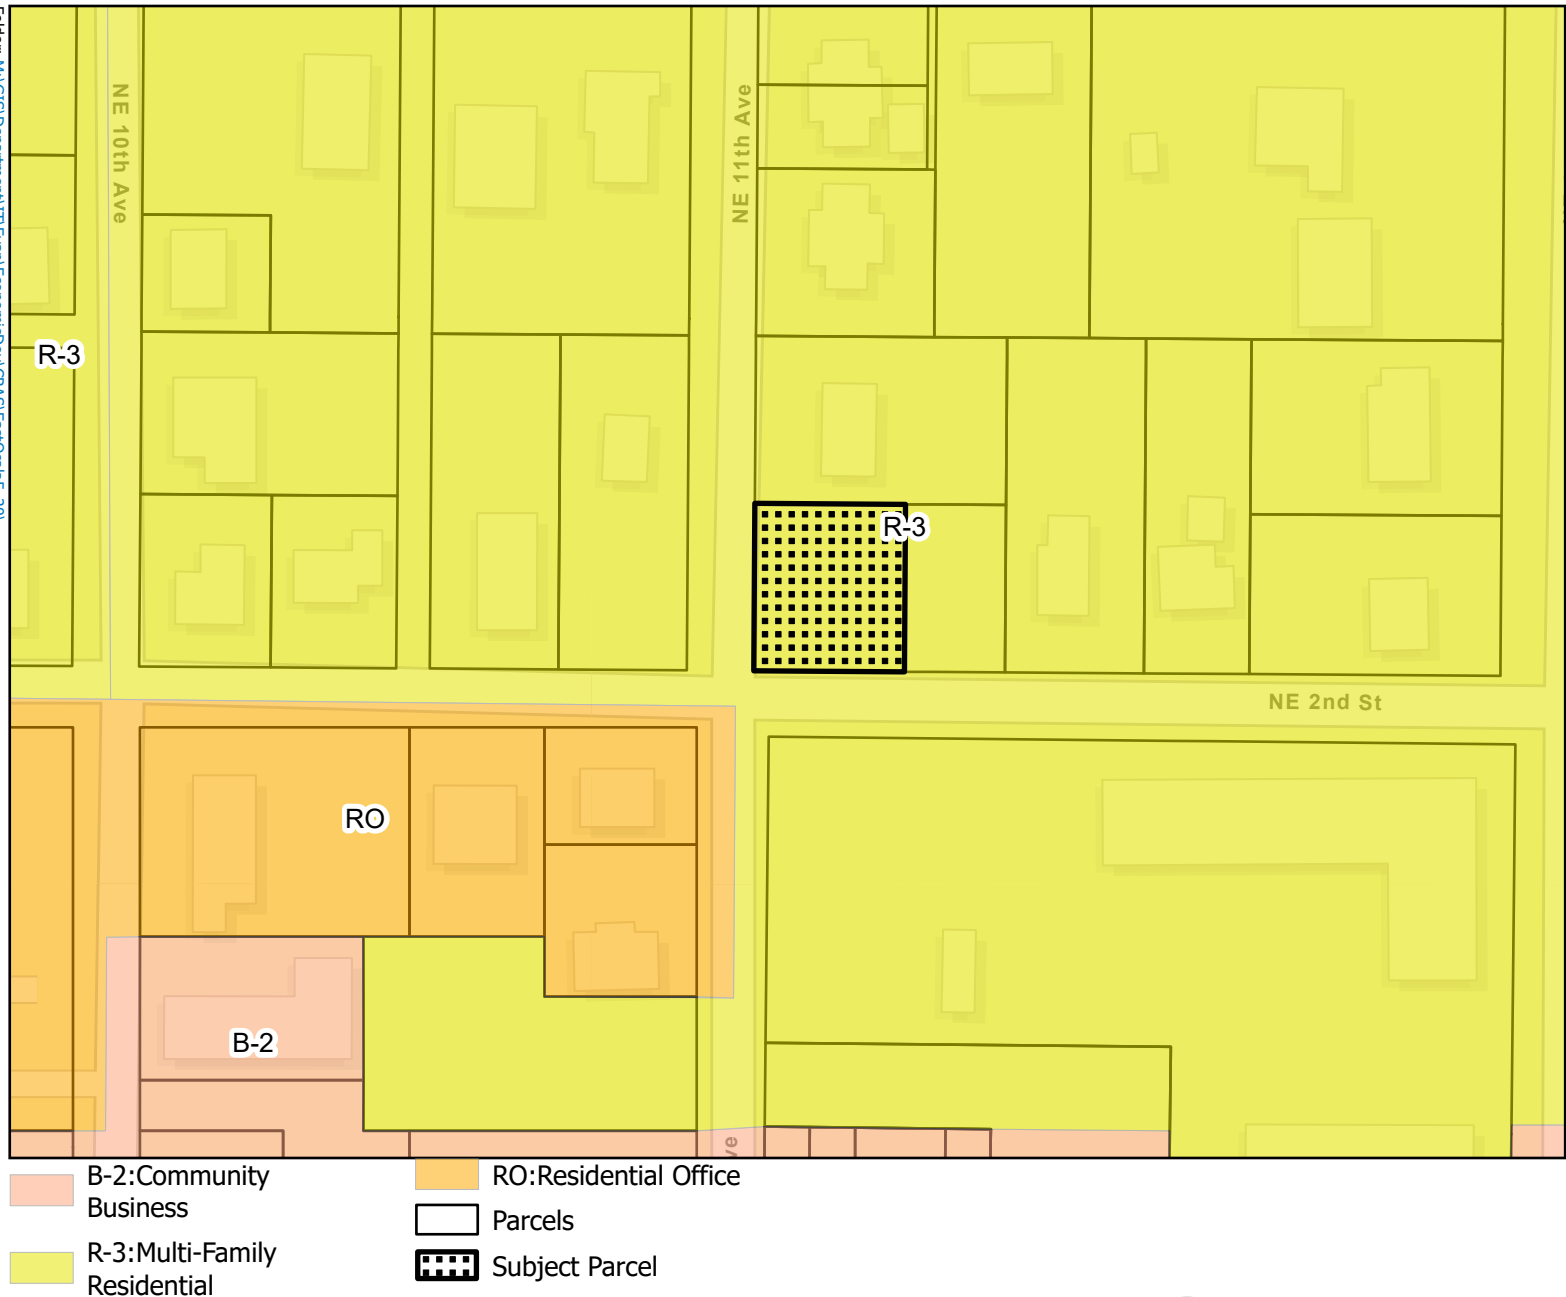 NE 10th Ave
NE 11th Ave
R-3
R-3
NE 2nd St
RO
B-2
ve
B-2:Community
Business
R-3:Multi-Family
Residential
RO:Residential Office
Parcels
Subject Parcel